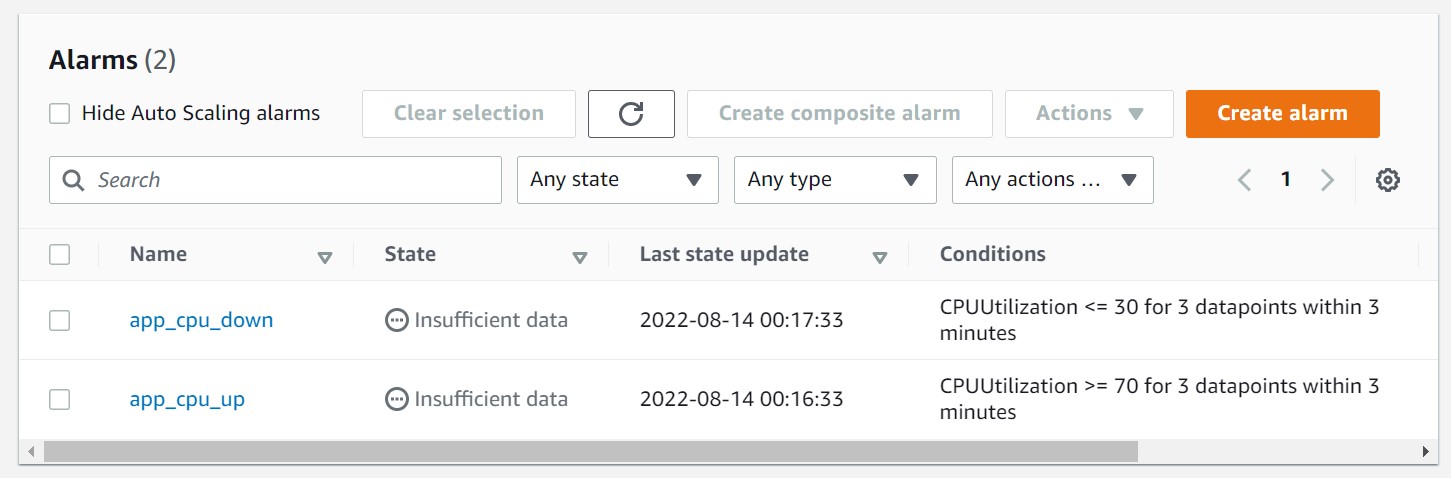 Alarms (2)
Hide Auto Scaling alarms Clear selection Create composite alarm Actions Create alarm
Search Any state Any type Any actions ... 1
Name State Last state update Conditions
app_cpu_down Insufficient data 2022-08-14 00:17:33 CPUUtilization <= 30 for 3 datapoints within 3
minutes
app_cpu_up Insufficient data 2022-08-14 00:16:33 CPUUtilization >= 70 for 3 datapoints within 3
minutes